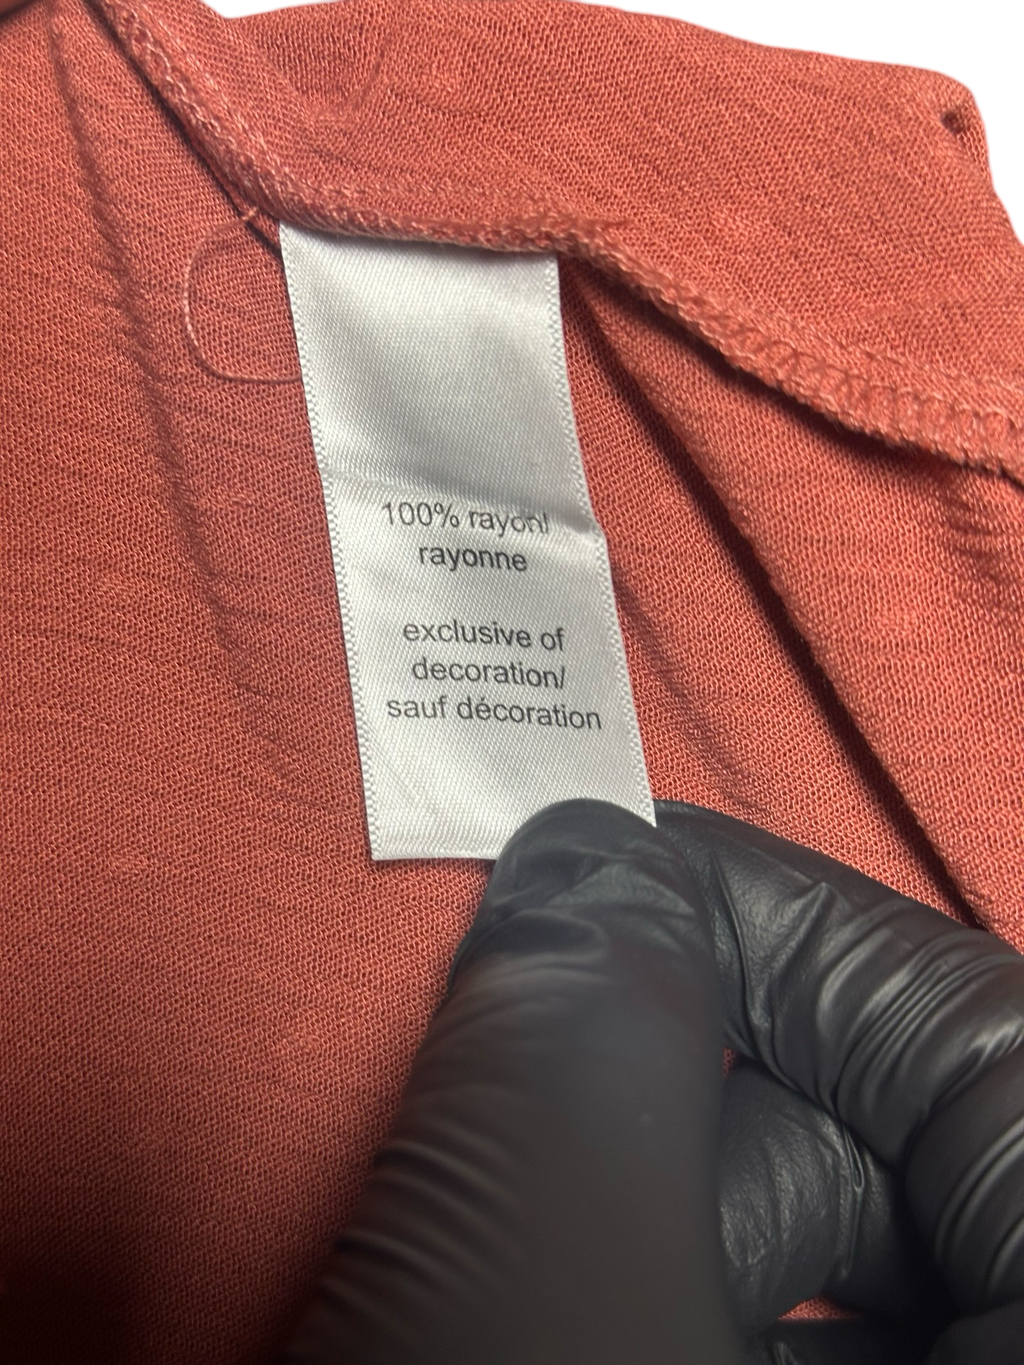 100% rayon/
rayonne
exclusive of
decoration/
sauf décoration